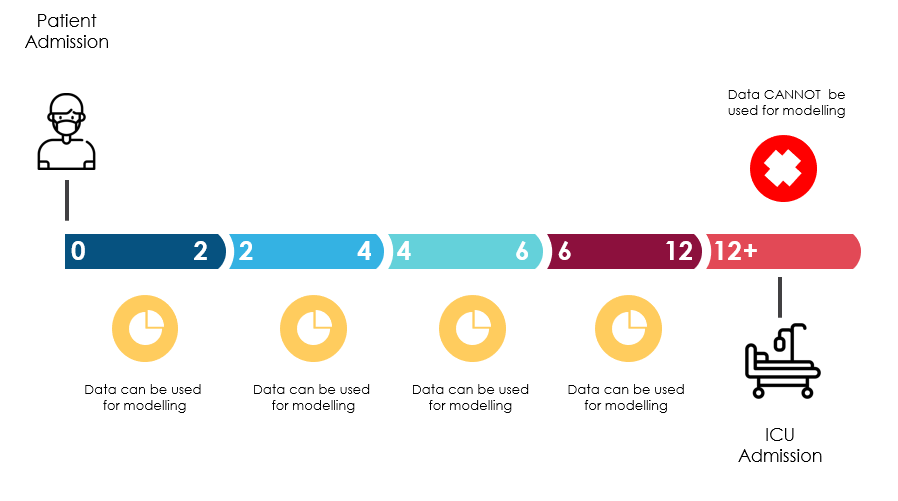 Patient
Admission
Data CANNOT be
used for modelling
0 2 2 4 4 6 6 12 12+
Data can be used
for modelling
Data can be used
for modelling
Data can be used
for modelling
Data can be used
for modelling
ICU
Admission